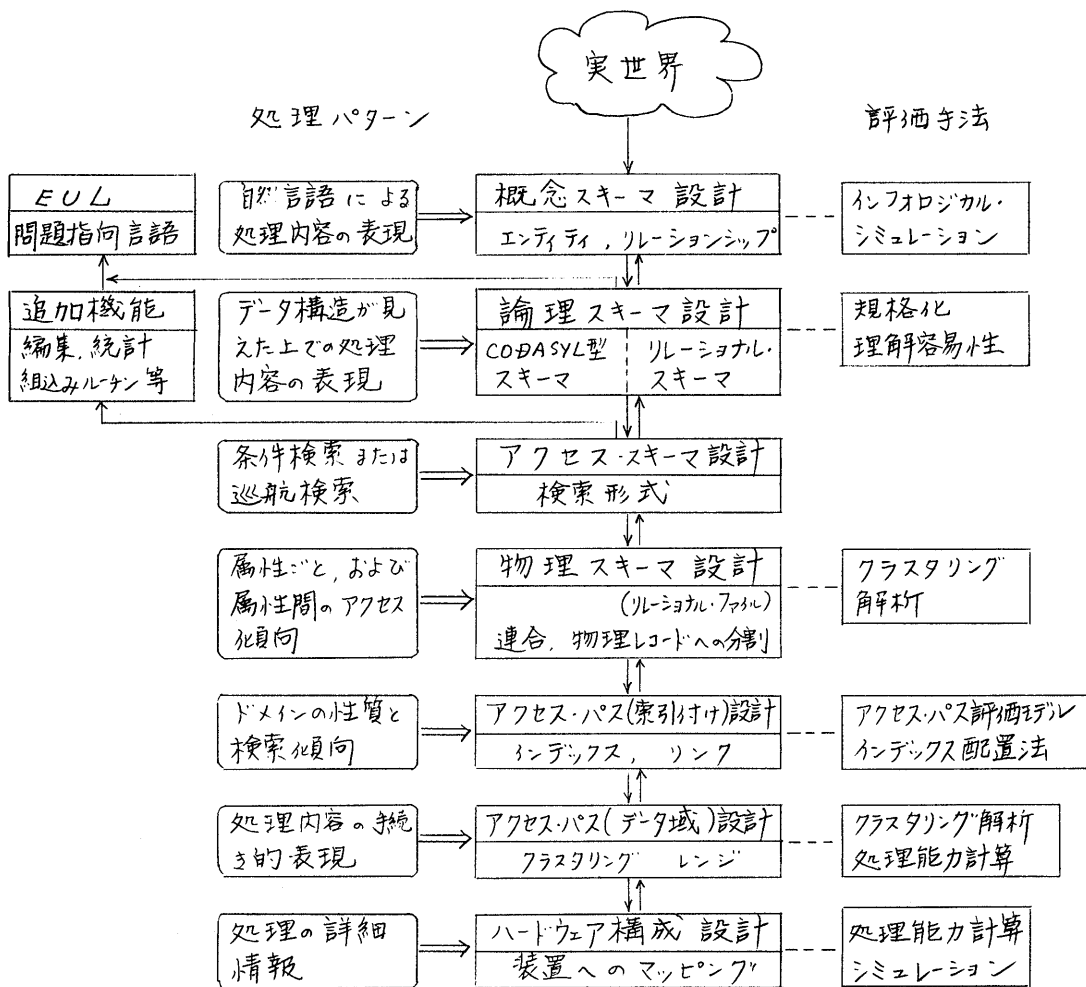 実世界
処理パターン
評価手法
EUL
問題指向言語
自然言語による
処理内容の表現
概念スキーマ設計
エンティティ, リレーションシップ
インフォロジカル・
シミュレーション
追加機能
編集, 統計
組込みルーチン等
データ構造が見
えた上での処理
内容の表現
論理スキーマ設計
CODASYL型
スキーマ
リレーショナル・
スキーマ
規格化
理解容易性
条件検索または
巡航検索
アクセス・スキーマ設計
検索形式
属性ごと, および
属性間のアクセス
傾向
物理スキーマ設計
(リレーショナル・ファイル)
連合, 物理レコードへの分割
クラスタリング
解析
ドメインの性質と
検索傾向
アクセス・パス(索引付け)設計
インデックス, リンク
アクセス・パス評価モデル
インデックス配置法
処理内容の手続
き的表現
アクセス・パス(データ域)設計
クラスタリング レンジ
クラスタリング解析
処理能力計算
処理の詳細
情報
ハードウェア構成設計
装置へのマッピング
処理能力計算
シミュレーション